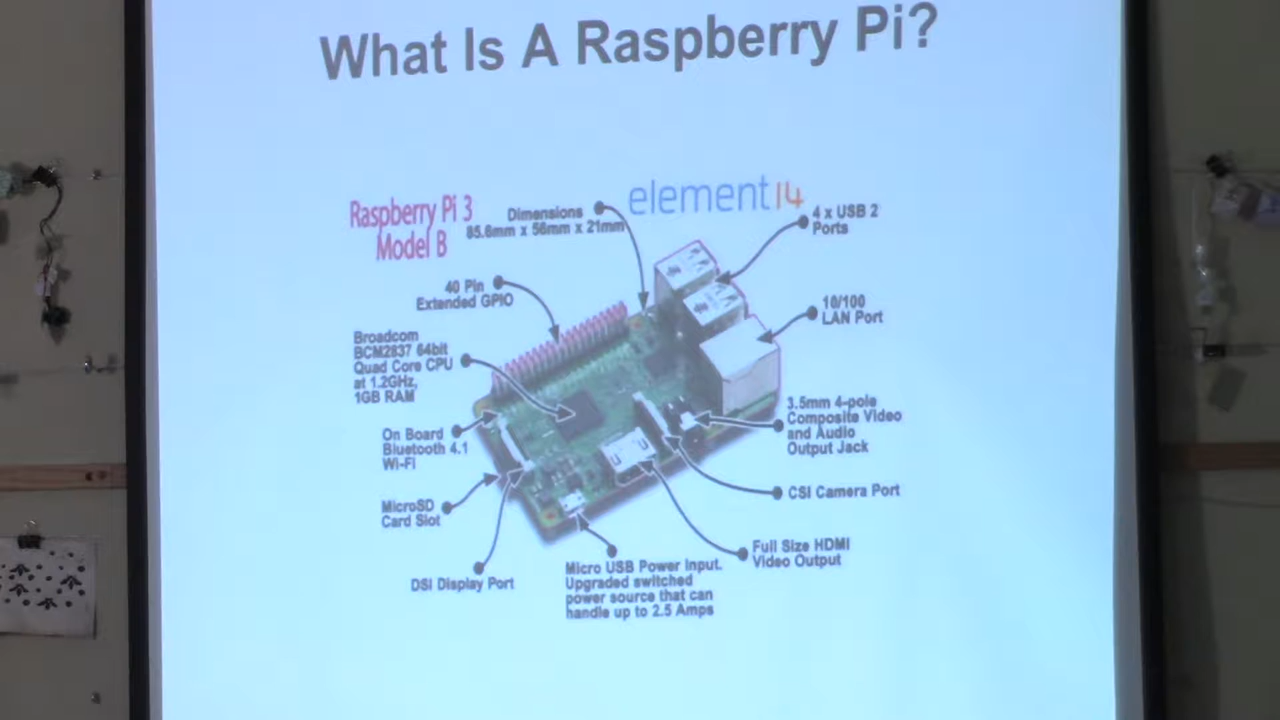 What Is A Raspberry Pi?
element14
Raspberry Pi 3
Model B
Dimensions
85.6mm x 56mm x 21mm
4 x USB 2
Ports
40 Pin
Extended GPIO
10/100
LAN Port
Broadcom
BCM2837 64bit
Quad Core CPU
at 1.2GHz,
1GB RAM
3.5mm 4-pole
Composite Video
and Audio
Output Jack
On Board
Bluetooth 4.1
Wi-Fi
CSI Camera Port
MicroSD
Card Slot
Full Size HDMI
Video Output
DSI Display Port
Micro USB Power Input.
Upgraded switched
power source that can
handle up to 2.5 Amps